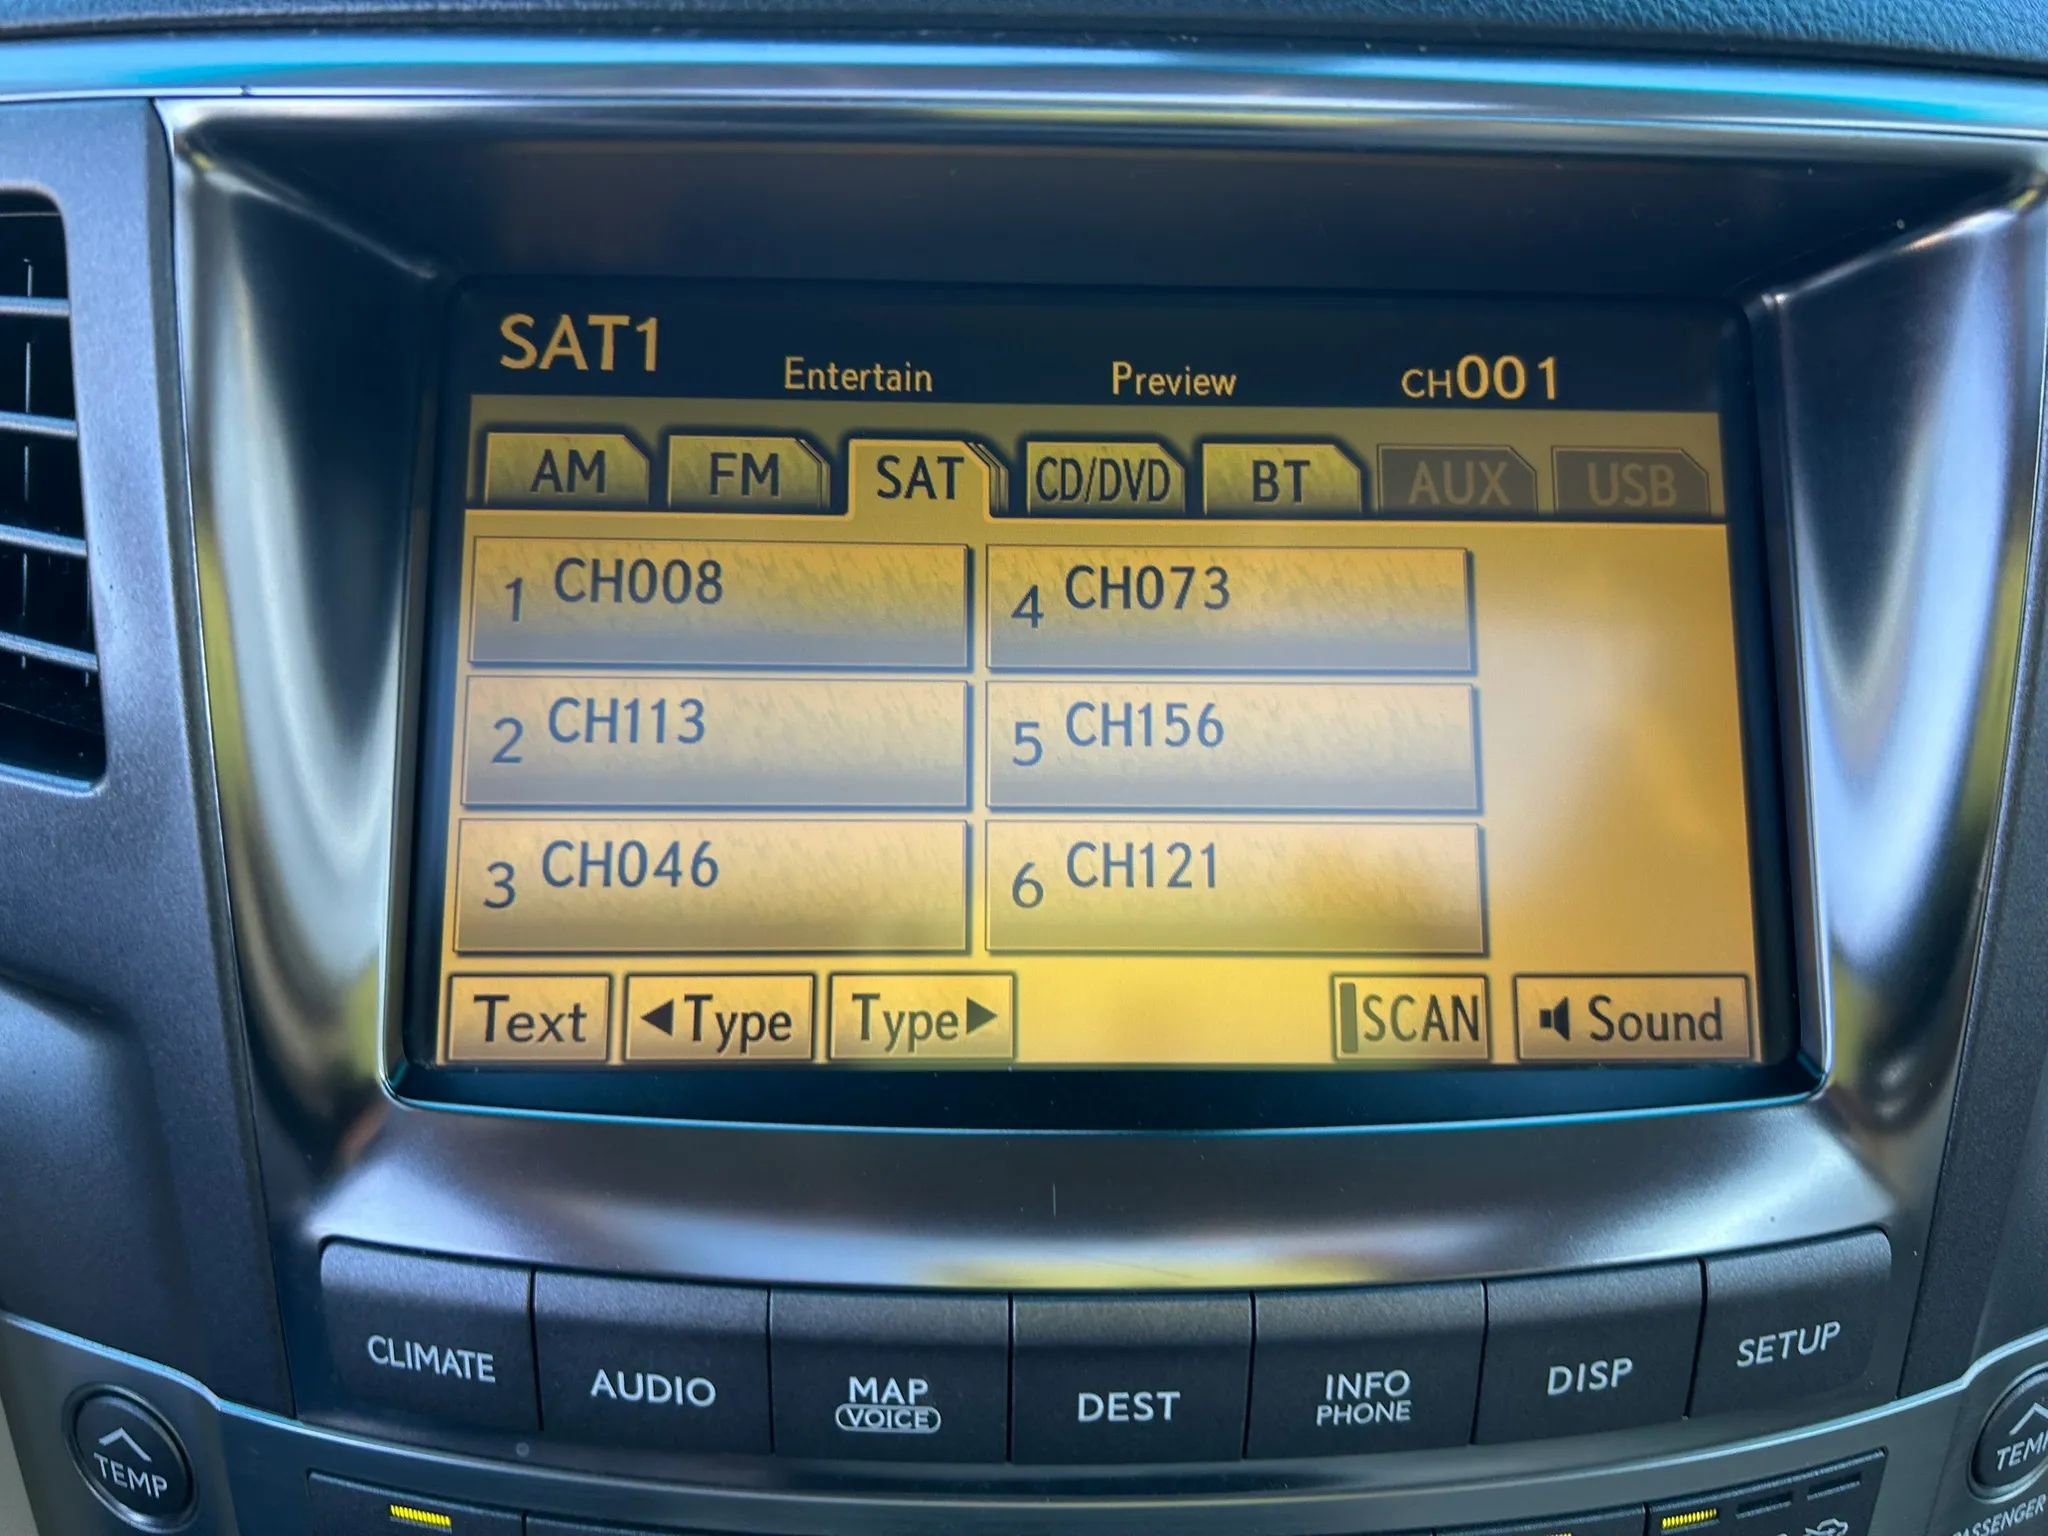 SAT1
Entertain Preview CH001
AM FM SAT CD/DVD BT AUX USB
1 CH008 4 CH073
2 CH113 5 CH156
3 CH046 6 CH121
Text ◀Type Type▶ SCAN Sound
CLIMATE AUDIO MAP DEST INFO DISP SETUP
VOICE PHONE
TEMP TEMP
PASSENGER